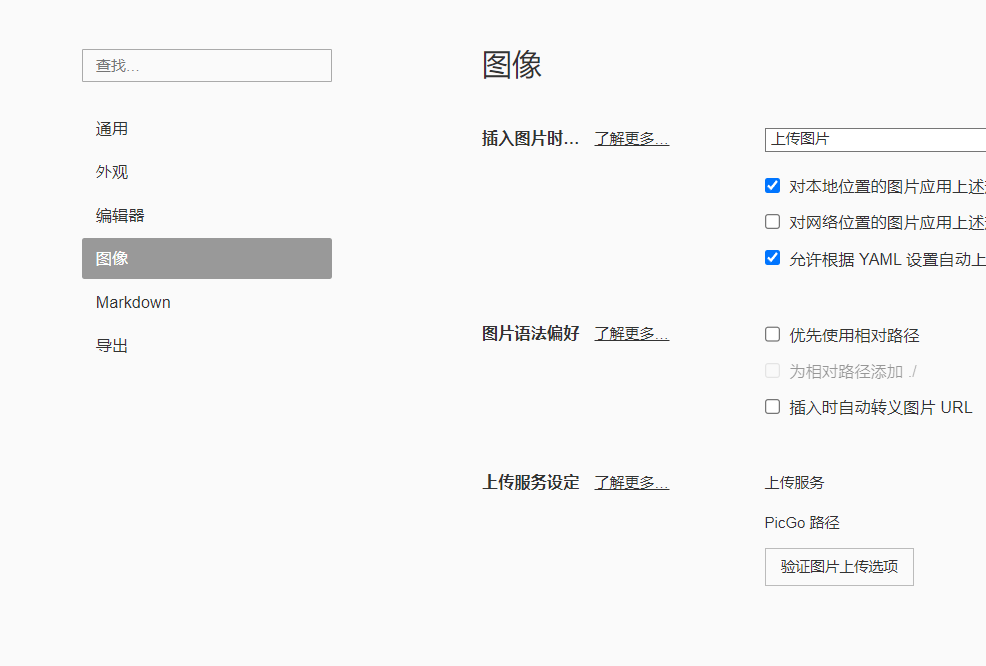 查找...
通用
外观
编辑器
图像
Markdown
导出
图像
插入图片时... 了解更多... 上传图片
对本地位置的图片应用上述
对网络位置的图片应用上述
允许根据 YAML 设置自动上
图片语法偏好 了解更多... 优先使用相对路径
为相对路径添加 ./
插入时自动转义图片 URL
上传服务设定 了解更多... 上传服务
PicGo 路径
验证图片上传选项